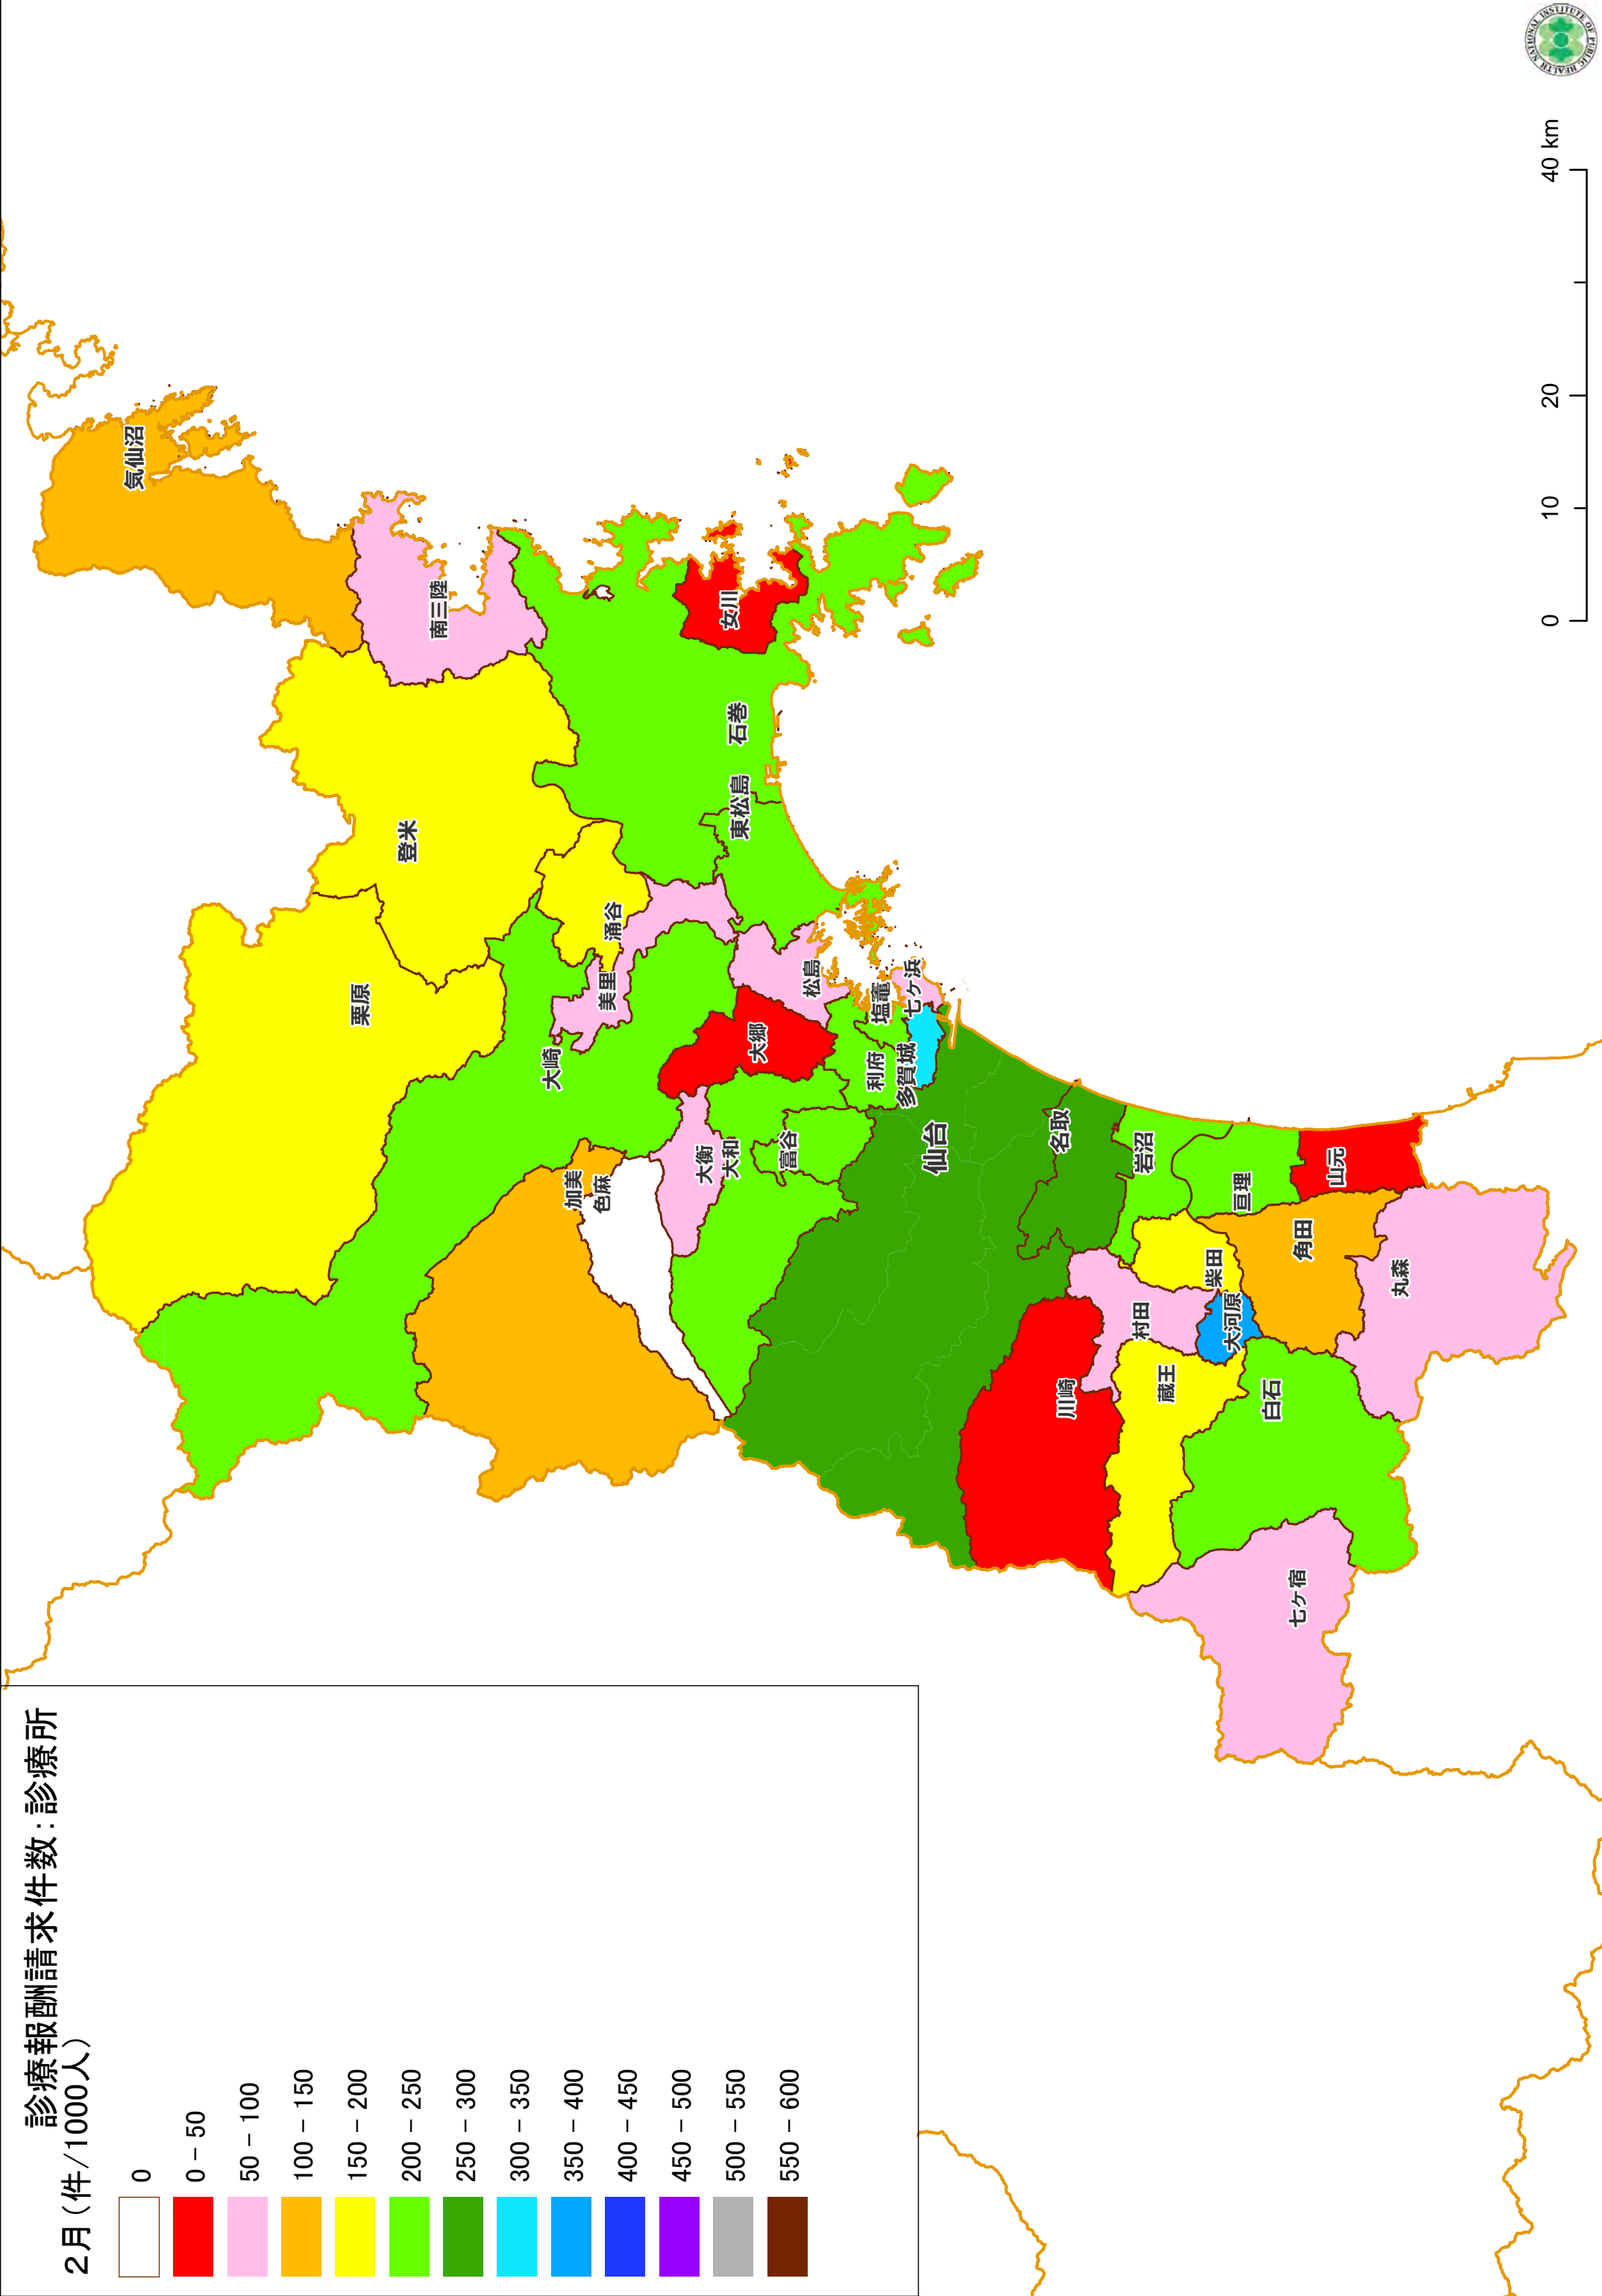 診療報酬請求件数：診療所
2月（件/1000人）
0
0 - 50
50 - 100
100 - 150
150 - 200
200 - 250
250 - 300
300 - 350
350 - 400
400 - 450
450 - 500
500 - 550
550 - 600
気仙沼
南三陸
登米
栗原
女川
石巻
東松島
涌谷
美里
大崎
松島
大郷
塩竈
七ヶ浜
利府
多賀城
加美
色麻
大衡
大和
富谷
仙台
名取
岩沼
亘理
山元
川崎
村田
柴田
大河原
角田
丸森
蔵王
白石
七ヶ宿
0
10
20
40 km
NATIONAL INSTITUTE OF PUBLIC HEALTH